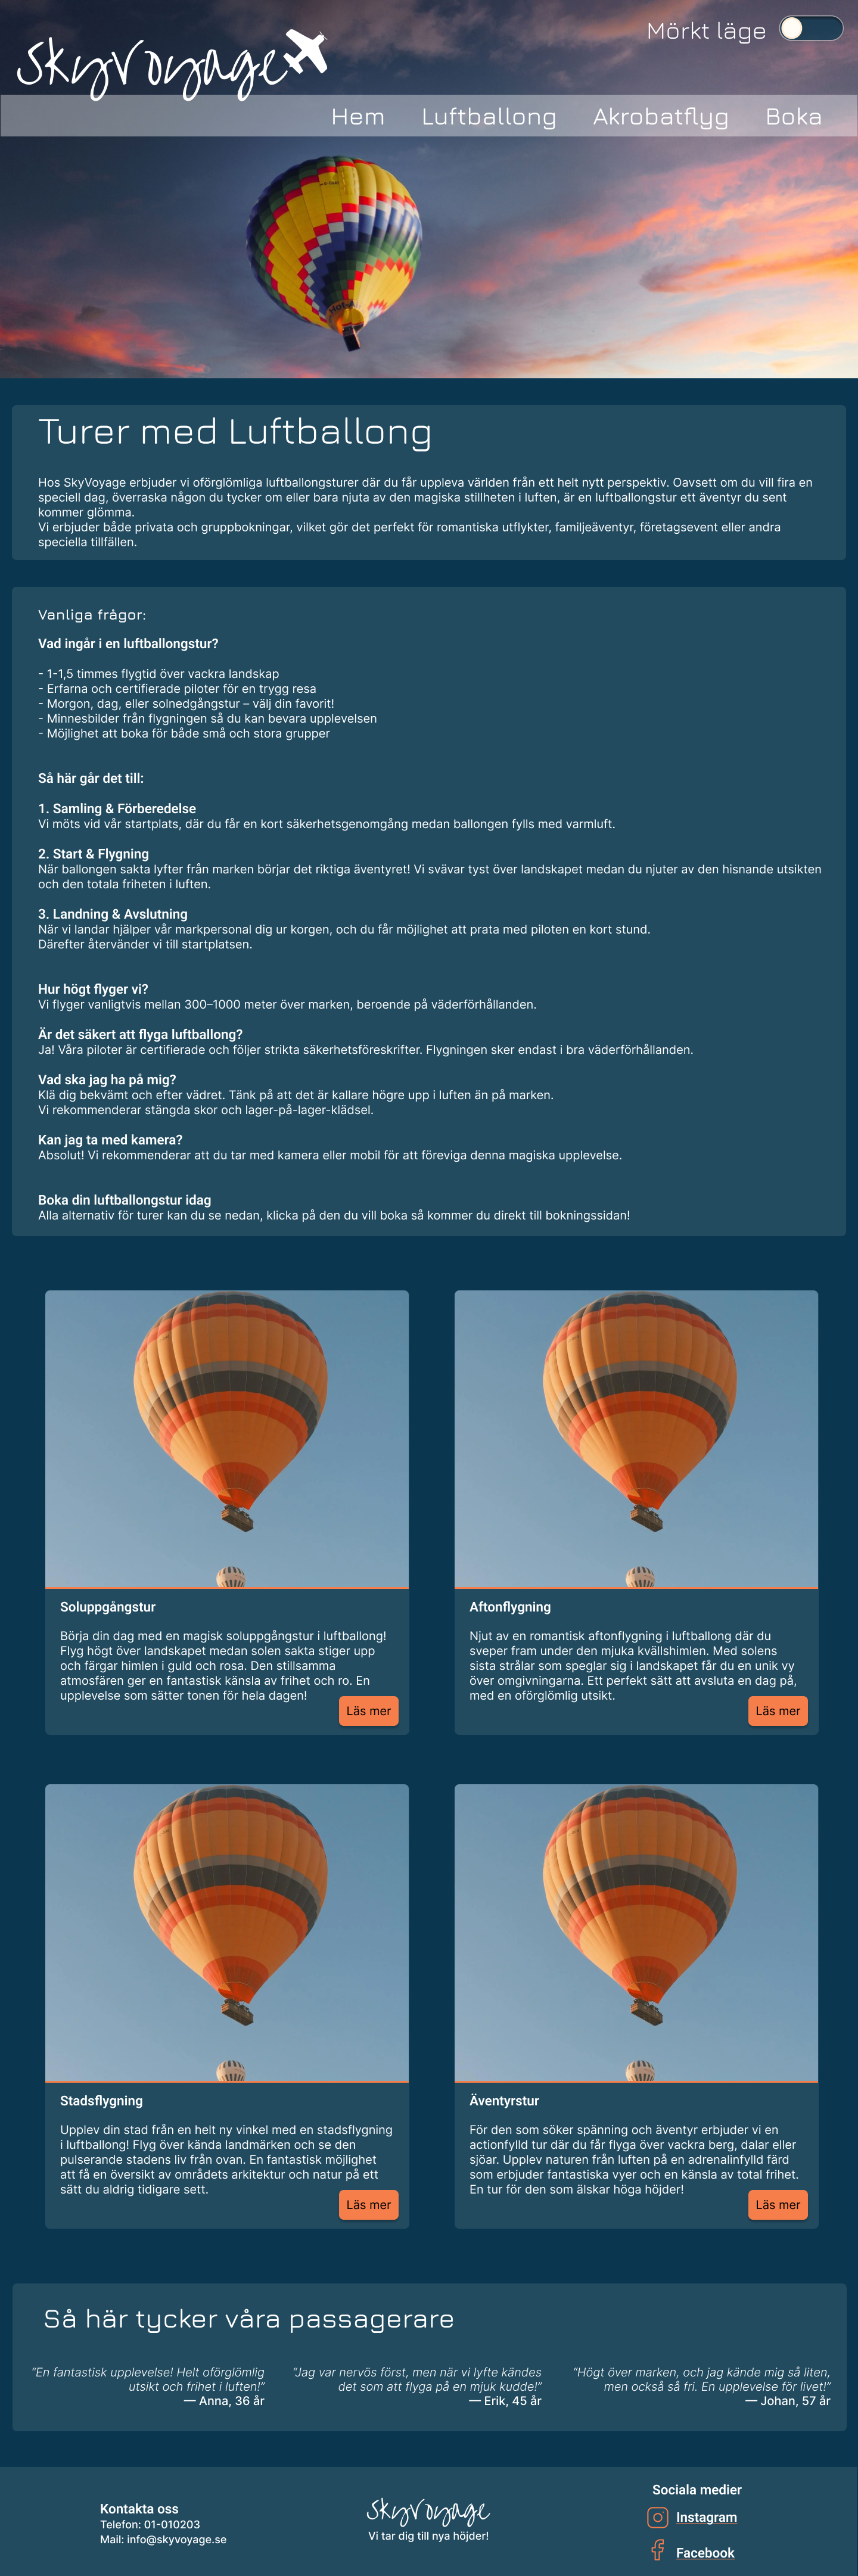 SkyVoyage
Mörkt läge
Hem Luftballong Akrobatflyg Boka
Turer med Luftballong
Hos SkyVoyage erbjuder vi oförglömliga luftballongsturer där du får uppleva världen från ett helt nytt perspektiv. Oavsett om du vill fira en
speciell dag, överraska någon du tycker om eller bara njuta av den magiska stillheten i luften, är en luftballongstur ett äventyr du sent
kommer glömma.
Vi erbjuder både privata och gruppbokningar, vilket gör det perfekt för romantiska utflykter, familjeäventyr, företagsevent eller andra
speciella tillfällen.
Vanliga frågor:
Vad ingår i en luftballongstur?
- 1-1,5 timmes flygtid över vackra landskap
- Erfarna och certifierade piloter för en trygg resa
- Morgon, dag, eller solnedgångstur – välj din favorit!
- Minnesbilder från flygningen så du kan bevara upplevelsen
- Möjlighet att boka för både små och stora grupper
Så här går det till:
1. Samling & Förberedelse
Vi möts vid vår startplats, där du får en kort säkerhetsgenomgång medan ballongen fylls med varmluft.
2. Start & Flygning
När ballongen sakta lyfter från marken börjar det riktiga äventyret! Vi svävar tyst över landskapet medan du njuter av den hisnande utsikten
och den totala friheten i luften.
3. Landning & Avslutning
När vi landar hjälper vår markpersonal dig ur korgen, och du får möjlighet att prata med piloten en kort stund.
Därefter återvänder vi till startplatsen.
Hur högt flyger vi?
Vi flyger vanligtvis mellan 300–1000 meter över marken, beroende på väderförhållanden.
Är det säkert att flyga luftballong?
Ja! Våra piloter är certifierade och följer strikta säkerhetsföreskrifter. Flygningen sker endast i bra väderförhållanden.
Vad ska jag ha på mig?
Klä dig bekvämt och efter vädret. Tänk på att det är kallare högre upp i luften än på marken.
Vi rekommenderar stängda skor och lager-på-lager-klädsel.
Kan jag ta med kamera?
Absolut! Vi rekommenderar att du tar med kamera eller mobil för att föreviga denna magiska upplevelse.
Boka din luftballongstur idag
Alla alternativ för turer kan du se nedan, klicka på den du vill boka så kommer du direkt till bokningssidan!
Soluppgångstur
Börja din dag med en magisk soluppgångstur i luftballong!
Flyg högt över landskapet medan solen sakta stiger upp
och färgar himlen i guld och rosa. Den stillsamma
atmosfären ger en fantastisk känsla av frihet och ro. En
upplevelse som sätter tonen för hela dagen!
Läs mer
Aftonflygning
Njut av en romantisk aftonflygning i luftballong där du
sveper fram under den mjuka kvällshimlen. Med solens
sista strålar som speglar sig i landskapet får du en unik vy
över omgivningarna. Ett perfekt sätt att avsluta en dag på,
med en oförglömlig utsikt.
Läs mer
Stadsflygning
Upplev din stad från en helt ny vinkel med en stadsflygning
i luftballong! Flyg över kända landmärken och se den
pulserande stadens liv från ovan. En fantastisk möjlighet
att få en översikt av områdets arkitektur och natur på ett
sätt du aldrig tidigare sett.
Läs mer
Äventyrstur
För den som söker spänning och äventyr erbjuder vi en
actionfylld tur där du får flyga över vackra berg, dalar eller
sjöar. Upplev naturen från luften på en adrenalinfylld färd
som erbjuder fantastiska vyer och en känsla av total frihet.
En tur för den som älskar höga höjder!
Läs mer
Så här tycker våra passagerare
”En fantastisk upplevelse! Helt oförglömlig
utsikt och frihet i luften!”
— Anna, 36 år
”Jag var nervös först, men när vi lyfte kändes
det som att flyga på en mjuk kudde!”
— Erik, 45 år
”Högt över marken, och jag kände mig så liten,
men också så fri. En upplevelse för livet!”
— Johan, 57 år
Kontakta oss
Telefon: 01-010203
Mail: info@skyvoyage.se
SkyVoyage
Vi tar dig till nya höjder!
Sociala medier
Instagram
Facebook